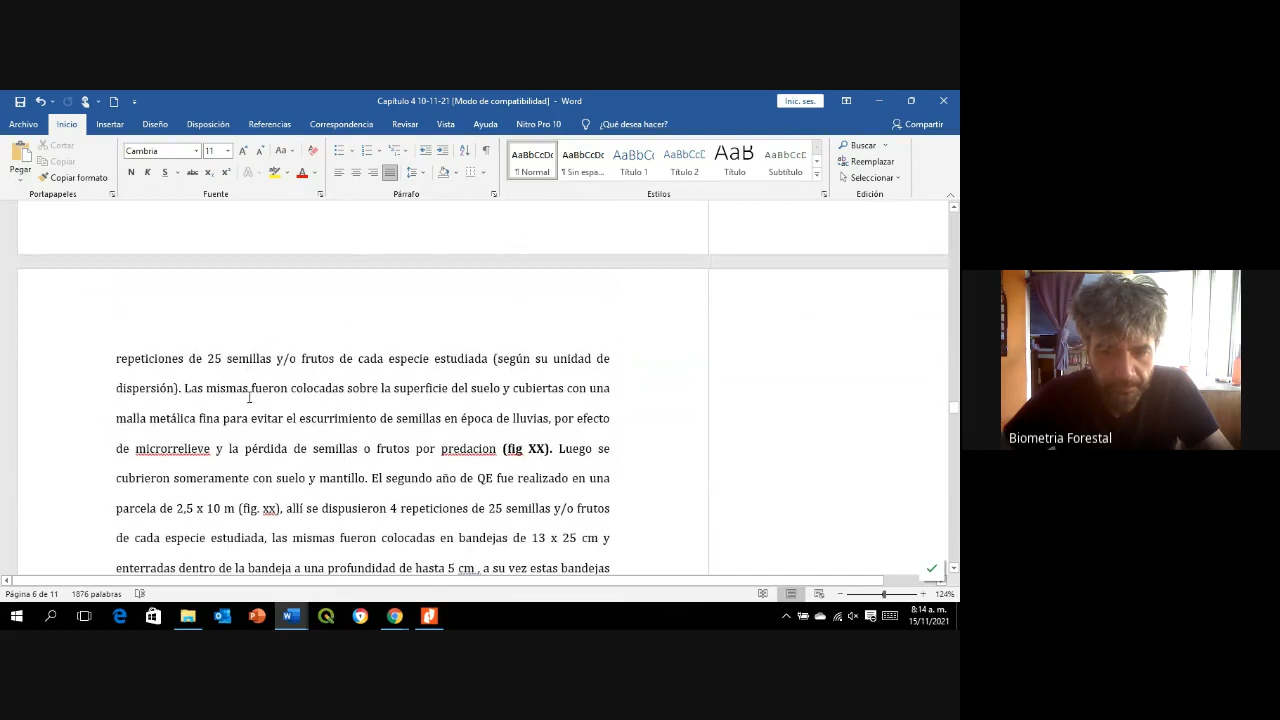 Capítulo 4 10-11-21 [Modo de compatibilidad] - Word
Inic. ses.
Archivo Inicio Insertar Diseño Disposición Referencias Correspondencia Revisar Vista Ayuda Nitro Pro 10 ¿Qué desea hacer? Compartir
Pegar
Cortar
Copiar
Copiar formato
Portapapeles
Cambria 11
N K S abc x₂ x²
Fuente
Párrafo
AaBbCcDc AaBbCcDc AaBbCc AaBbCcD AaB AaBbCcD
¶ Normal ¶ Sin espa... Título 1 Título 2 Título Subtítulo
Estilos
Buscar
Reemplazar
Seleccionar
Edición
repeticiones de 25 semillas y/o frutos de cada especie estudiada (según su unidad de
dispersión). Las mismas fueron colocadas sobre la superficie del suelo y cubiertas con una
malla metálica fina para evitar el escurrimiento de semillas en época de lluvias, por efecto
de microrrelieve y la pérdida de semillas o frutos por predacion (fig XX). Luego se
cubrieron someramente con suelo y mantillo. El segundo año de QE fue realizado en una
parcela de 2,5 x 10 m (fig. xx), allí se dispusieron 4 repeticiones de 25 semillas y/o frutos
de cada especie estudiada, las mismas fueron colocadas en bandejas de 13 x 25 cm y
enterradas dentro de la bandeja a una profundidad de hasta 5 cm , a su vez estas bandejas
Página 6 de 11 1876 palabras 124%
8:14 a. m.
15/11/2021
Biometria Forestal